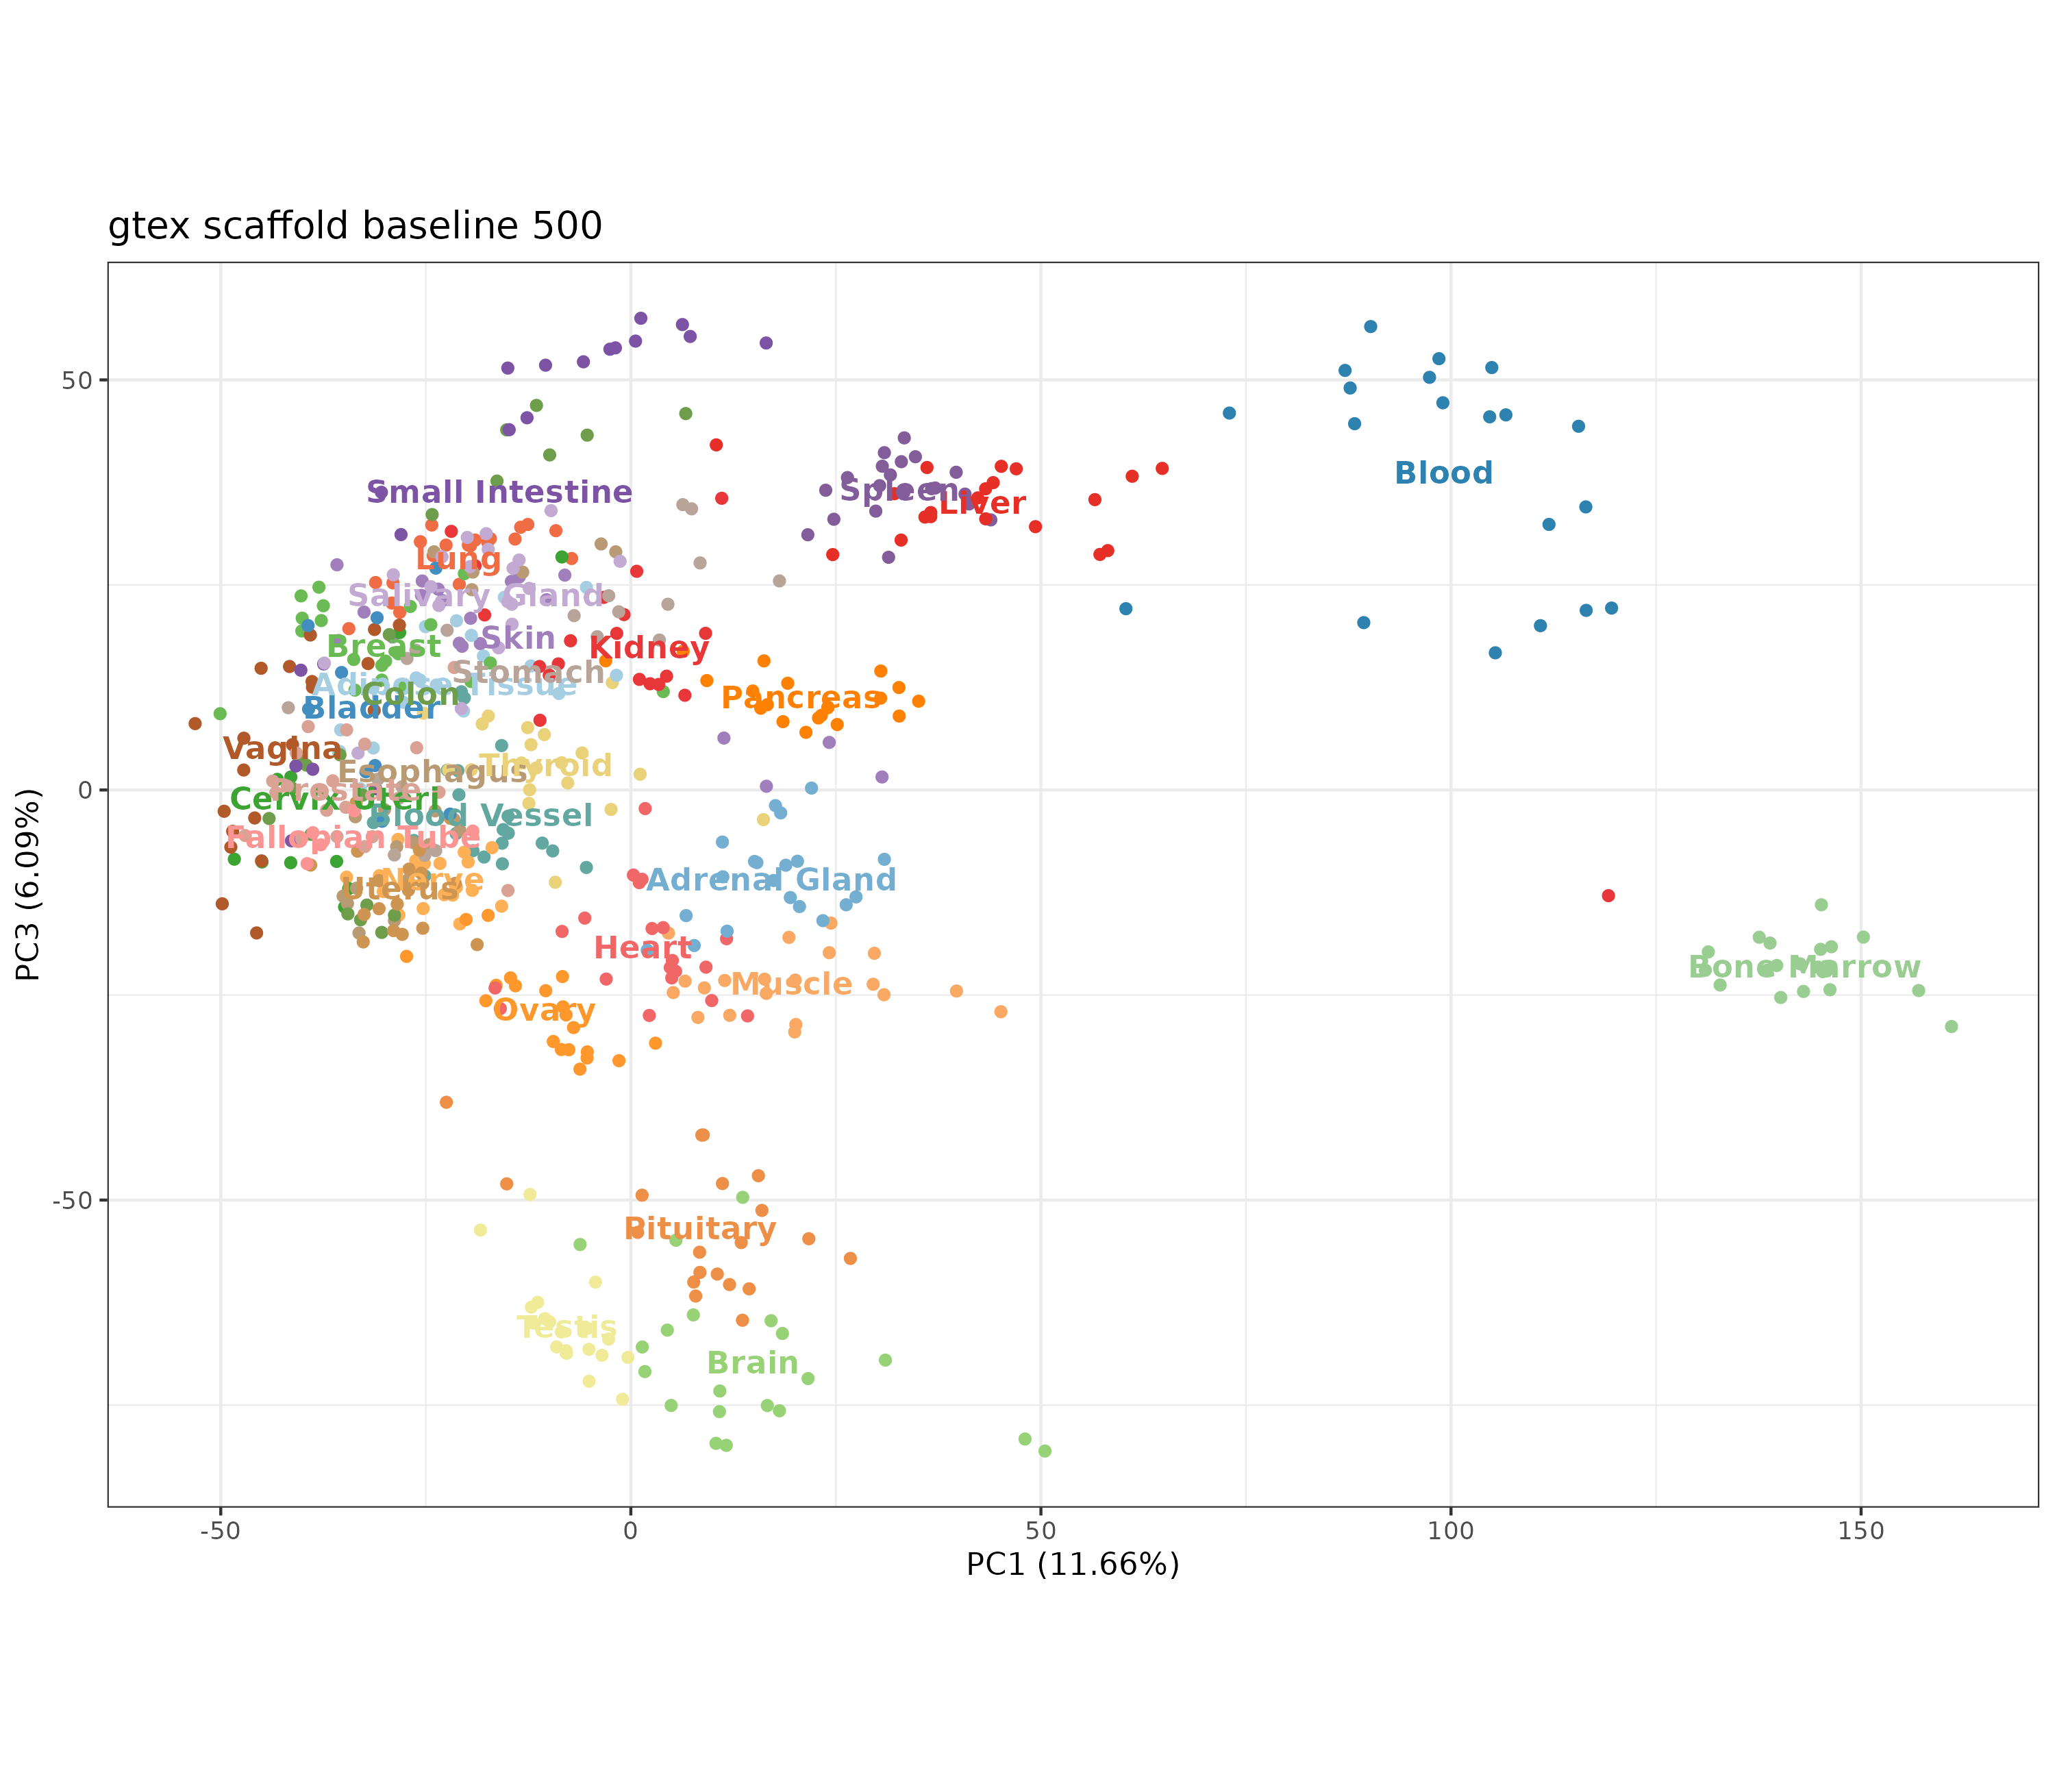 gtex scaffold baseline 500
50
0
-50
PC3 (6.09%)
Small Intestine
Spleen
Liver
Blood
Lung
Salivary Gland
Skin
Breast
Kidney
Stomach
Adipose Tissue
Colon
Pancreas
Bladder
Vagina
Thyroid
Esophagus
Prostate
Cervix Uteri
Blood Vessel
Fallopian Tube
Nerve
Adrenal Gland
Uterus
Heart
Bone Marrow
Muscle
Ovary
Pituitary
Testis
Brain
-50
0
50
100
150
PC1 (11.66%)